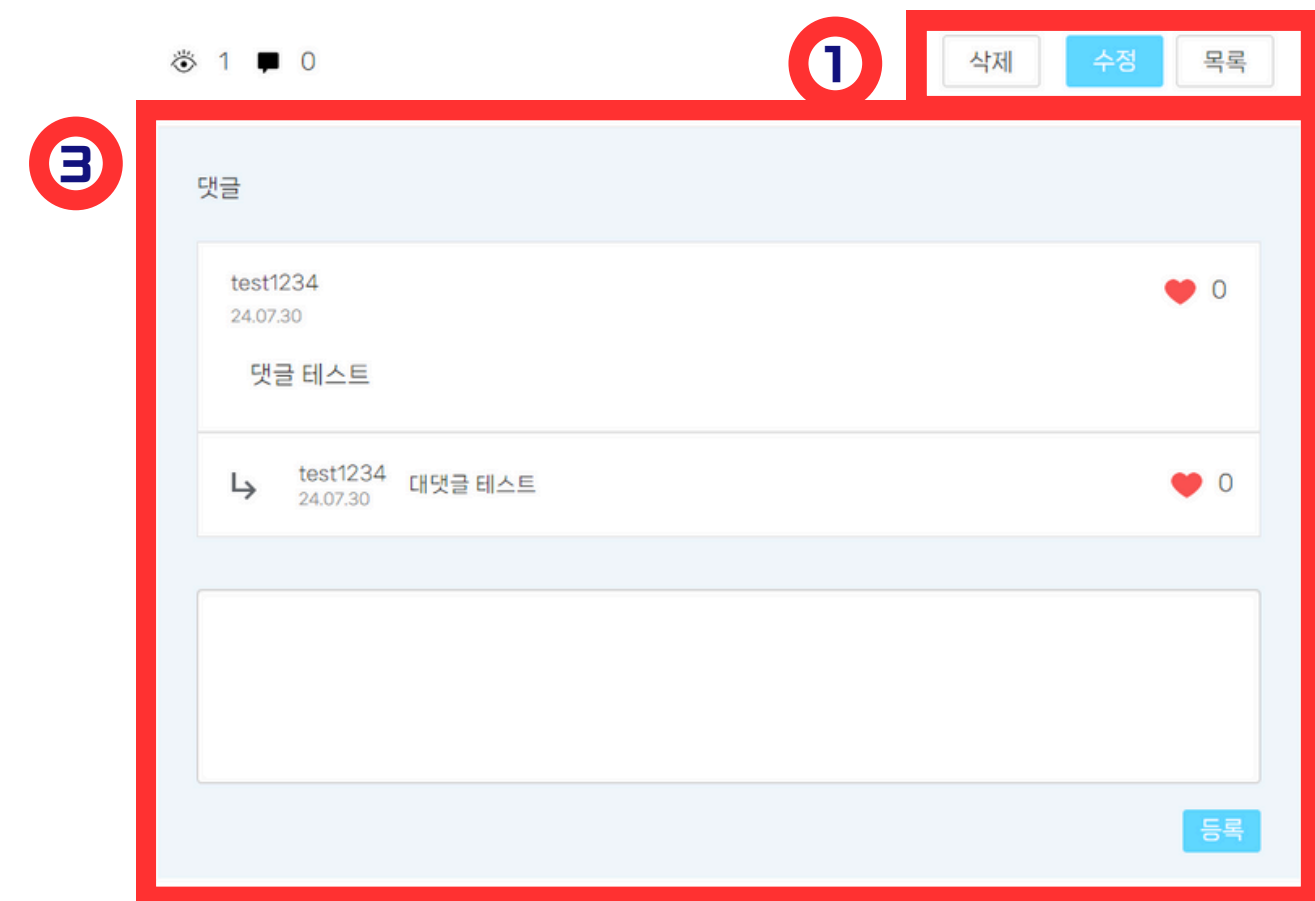 1 0
1
삭제 수정 목록
3
댓글
test1234
0
24.07.30
댓글 테스트
test1234
24.07.30
대댓글 테스트
0
등록